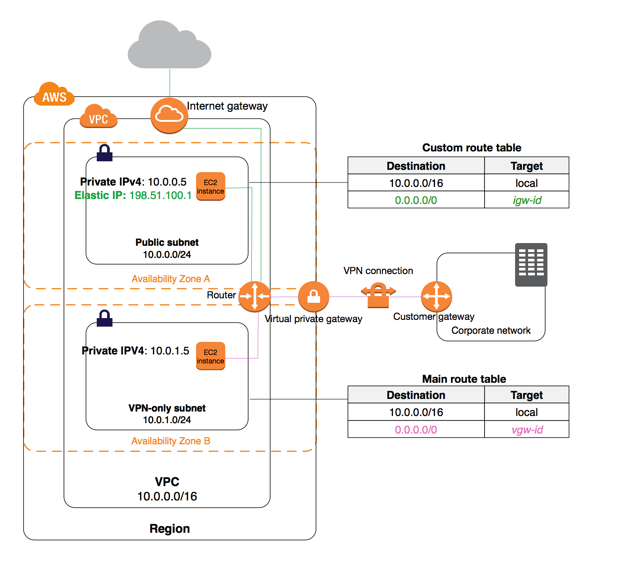 AWS
Internet gateway
VPC
Custom route table
Destination Target
10.0.0.0/16 local
0.0.0.0/0 igw-id
Private IPv4: 10.0.0.5
Elastic IP: 198.51.100.1
EC2
instance
Public subnet
10.0.0.0/24
Availability Zone A
Router
Virtual private gateway
VPN connection
Customer gateway
Corporate network
Private IPV4: 10.0.1.5
EC2
instance
VPN-only subnet
10.0.1.0/24
Availability Zone B
Main route table
Destination Target
10.0.0.0/16 local
0.0.0.0/0 vgw-id
VPC
10.0.0.0/16
Region